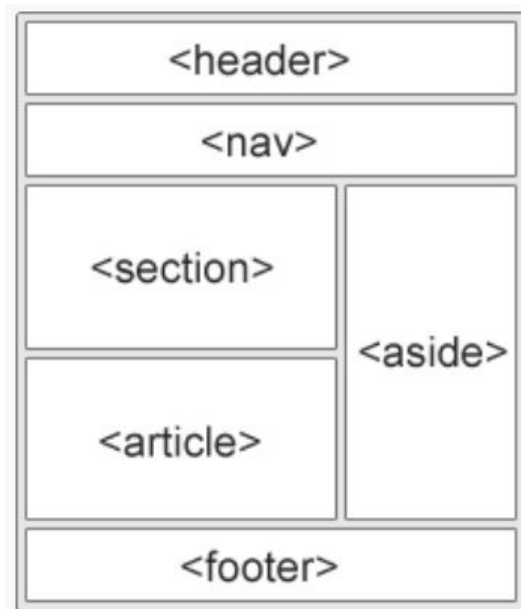 <header>
<nav>
<section>
<aside>
<article>
<footer>